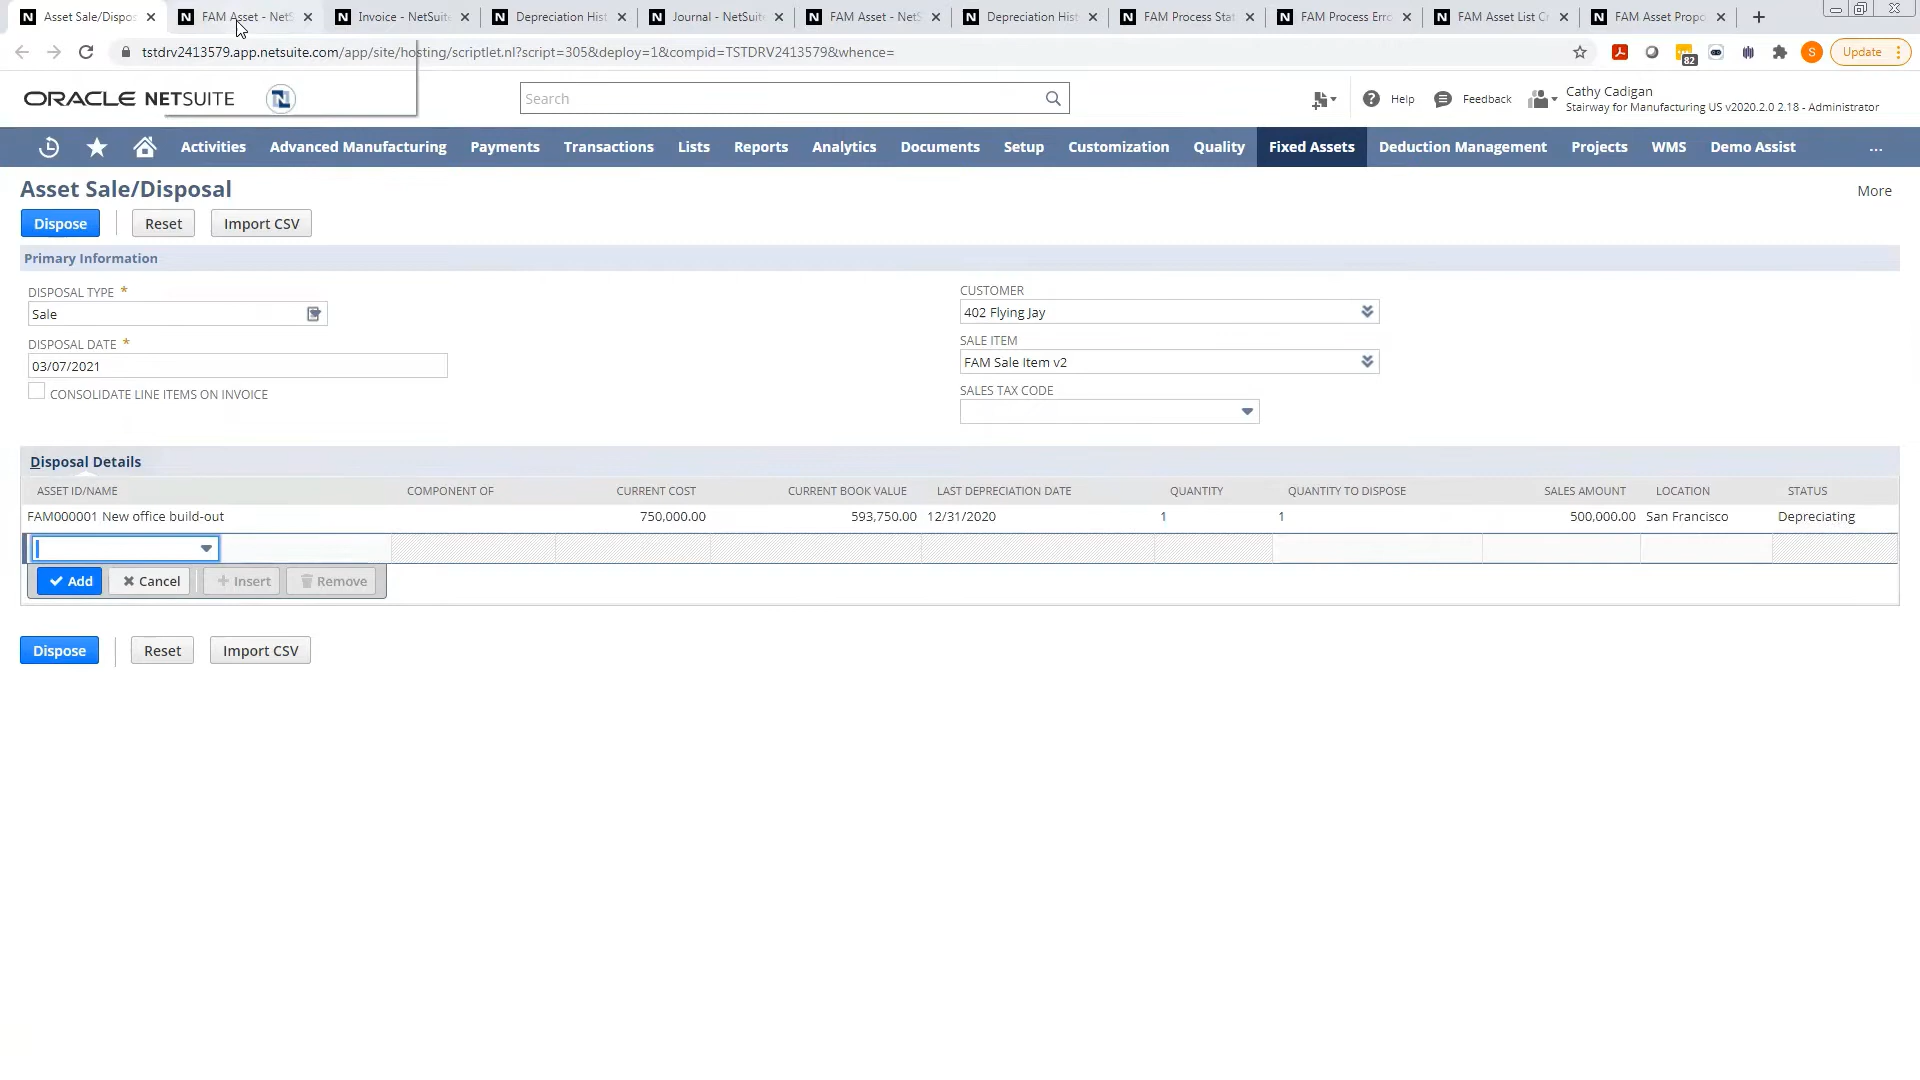 Asset Sale/Dispos
FAM Asset - NetS
Invoice - NetSuite
Depreciation Hist
Journal - NetSuite
FAM Asset - NetS
Depreciation Hist
FAM Process Stat
FAM Process Erro
FAM Asset List C
FAM Asset Propo
tstdrv2413579.app.netsuite.com/app/site/hosting/scriptlet.nl?script=305&deploy=1&compid=TSTDRV2413579&whence=
82
S
Update
ORACLE NETSUITE
N
Search
Help
Feedback
Cathy Cadigan
Stairway for Manufacturing US v2020.2.0 2.18 - Administrator
Activities Advanced Manufacturing Payments Transactions Lists Reports Analytics Documents Setup Customization Quality Fixed Assets Deduction Management Projects WMS Demo Assist ...
Asset Sale/Disposal
More
Dispose Reset Import CSV
Primary Information
DISPOSAL TYPE *
Sale
DISPOSAL DATE *
03/07/2021
CONSOLIDATE LINE ITEMS ON INVOICE
CUSTOMER
402 Flying Jay
SALE ITEM
FAM Sale Item v2
SALES TAX CODE
Disposal Details
ASSET ID/NAME COMPONENT OF CURRENT COST CURRENT BOOK VALUE LAST DEPRECIATION DATE QUANTITY QUANTITY TO DISPOSE SALES AMOUNT LOCATION STATUS
FAM000001 New office build-out 750,000.00 593,750.00 12/31/2020 1 1 500,000.00 San Francisco Depreciating
Add Cancel Insert Remove
Dispose Reset Import CSV